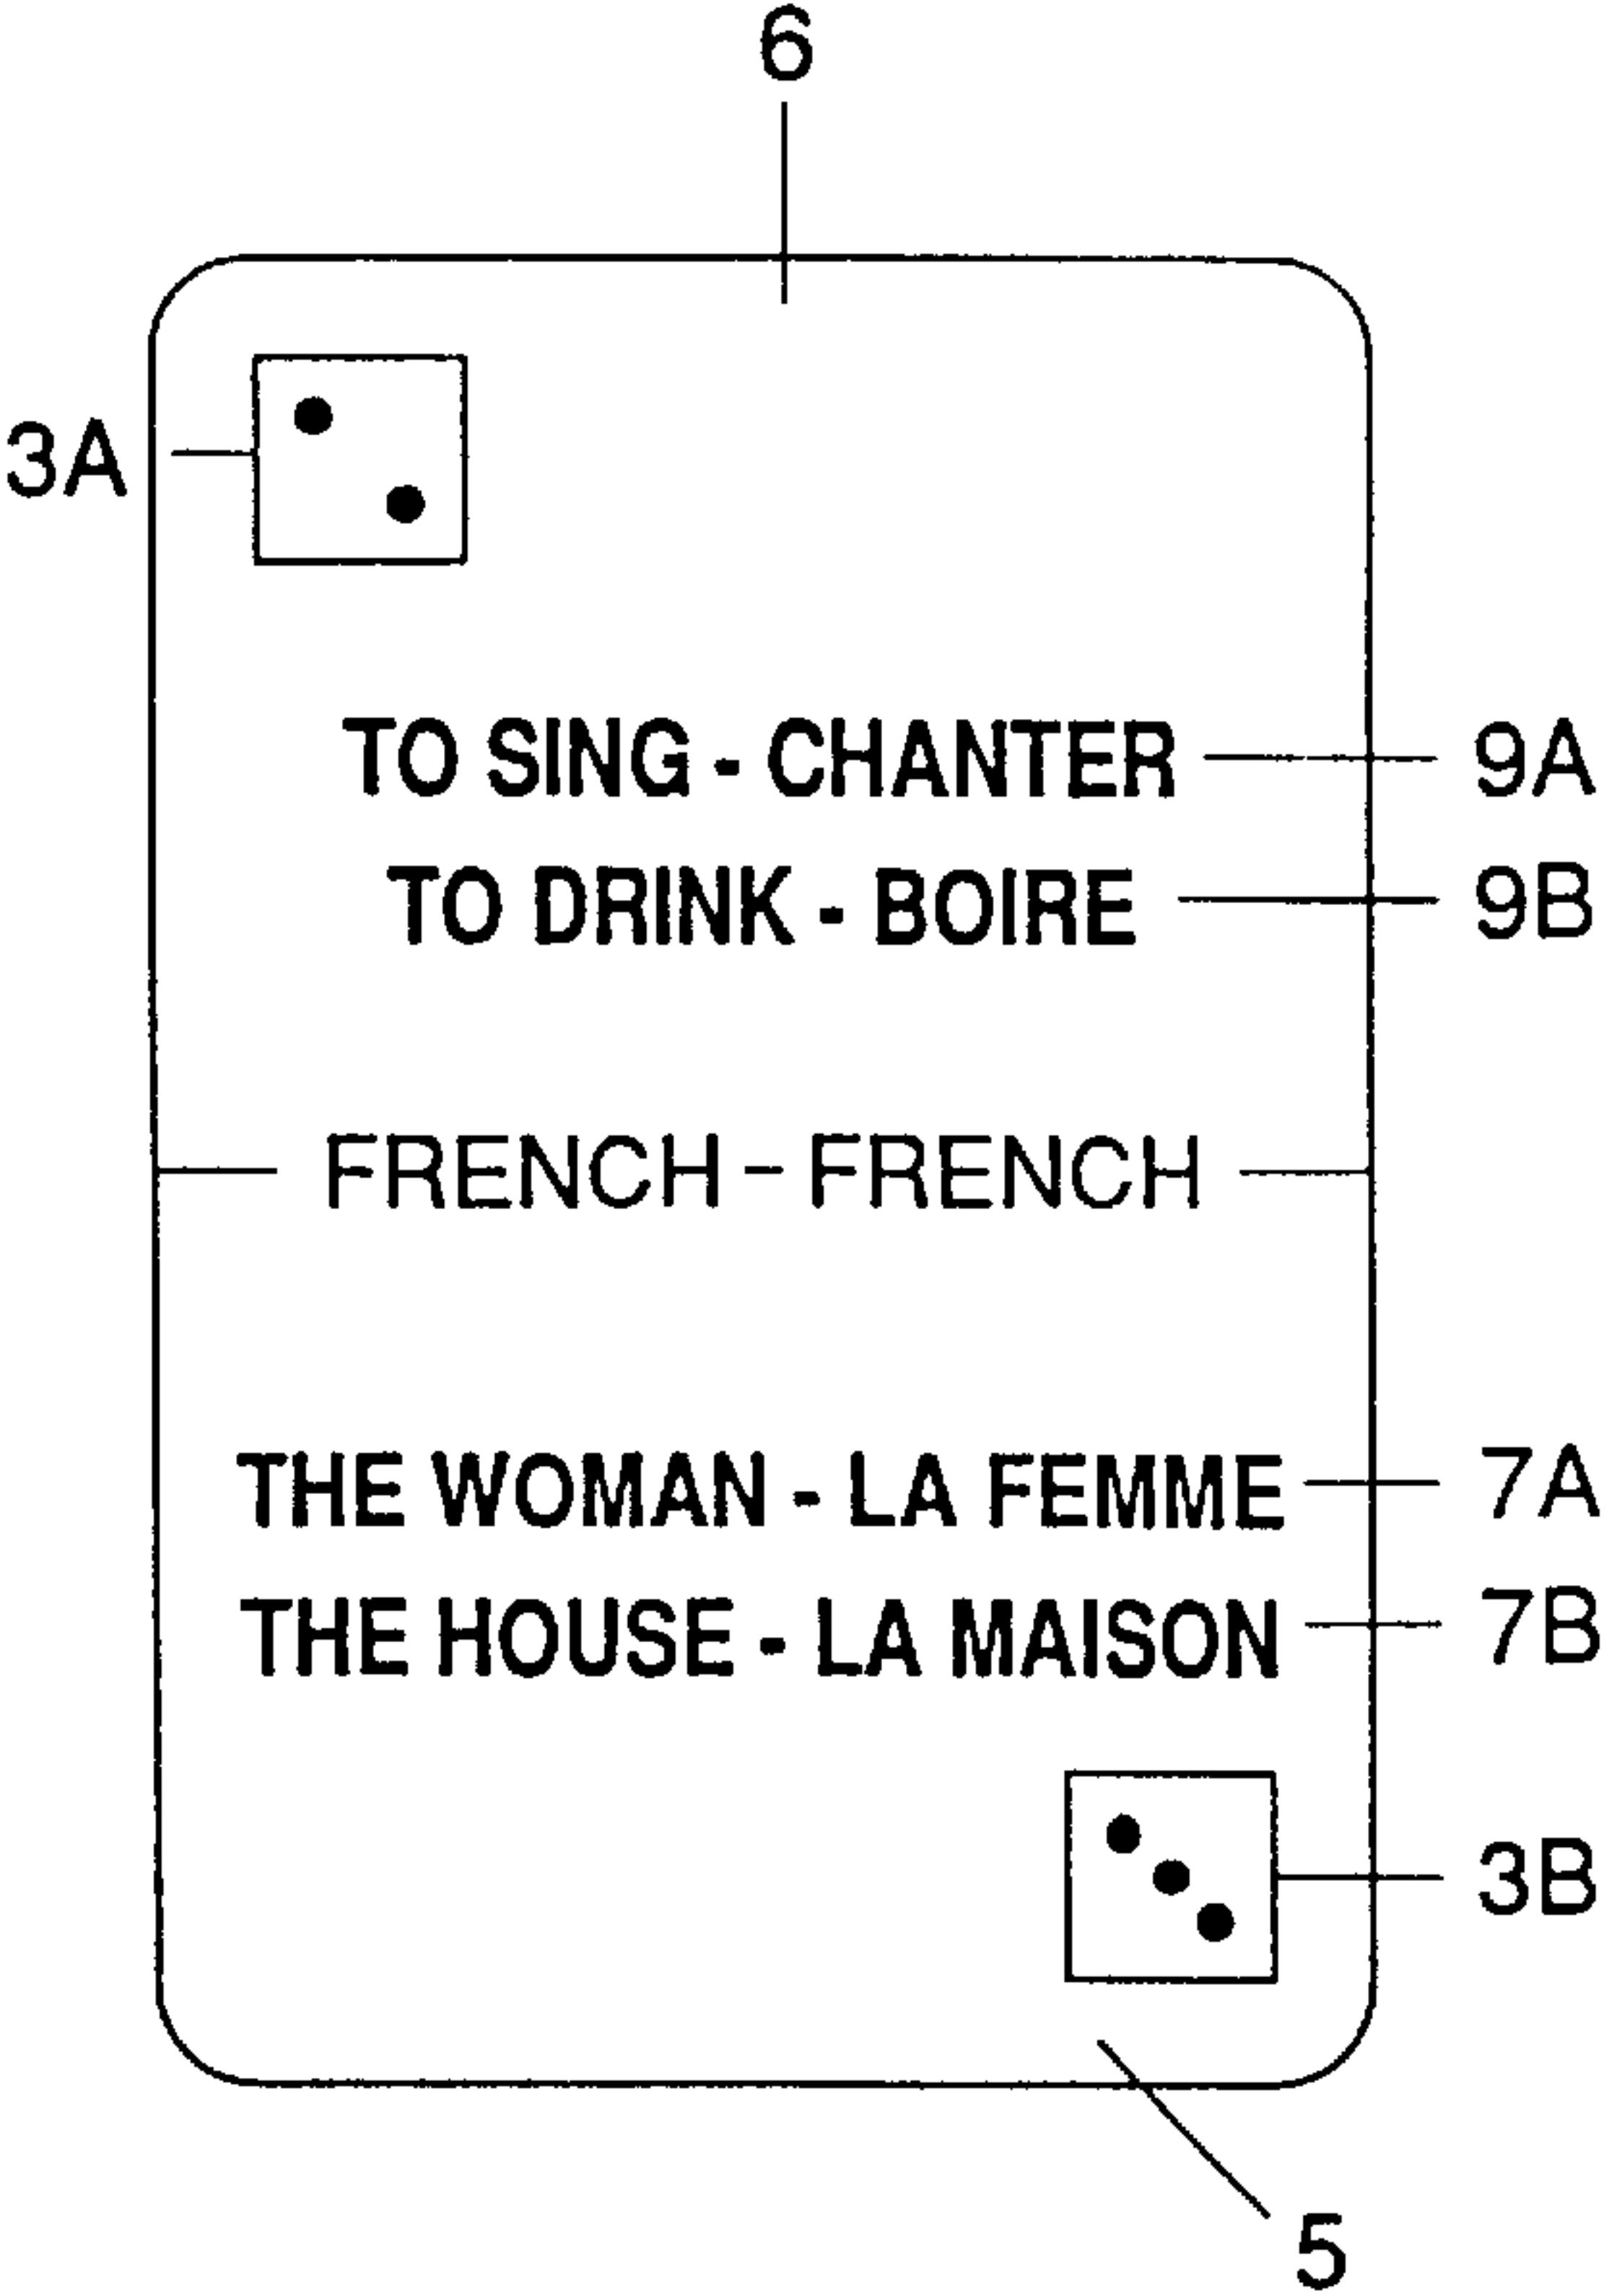 6
3A
TO SING - CHANTER 9A
TO DRINK - BOIRE 9B
FRENCH - FRENCH
THE WOMAN - LA FEMME 7A
THE HOUSE - LA MAISON 7B
3B
5